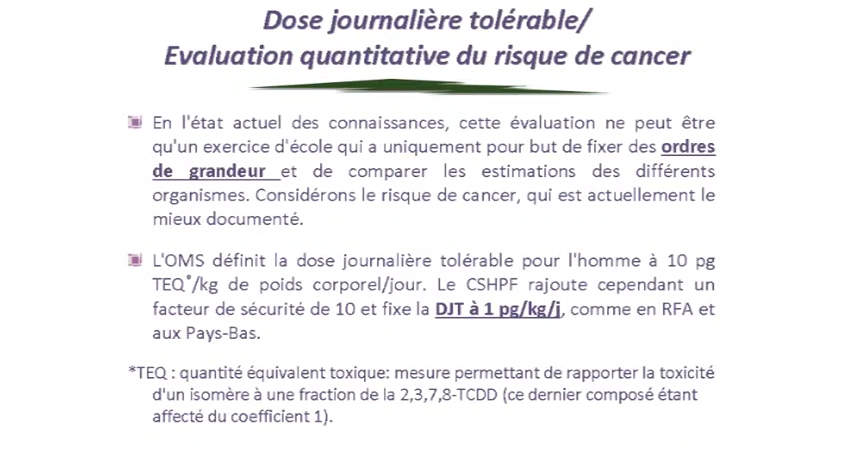 Dose journalière tolérable/
Evaluation quantitative du risque de cancer
En l'état actuel des connaissances, cette évaluation ne peut être
qu'un exercice d'école qui a uniquement pour but de fixer des ordres
de grandeur et de comparer les estimations des différents
organismes. Considérons le risque de cancer, qui est actuellement le
mieux documenté.
L'OMS définit la dose journalière tolérable pour l'homme à 10 pg
TEQ*/kg de poids corporel/jour. Le CSHPF rajoute cependant un
facteur de sécurité de 10 et fixe la DJT à 1 pg/kg/j, comme en RFA et
aux Pays-Bas.
*TEQ : quantité équivalent toxique: mesure permettant de rapporter la toxicité
d'un isomère à une fraction de la 2,3,7,8-TCDD (ce dernier composé étant
affecté du coefficient 1).